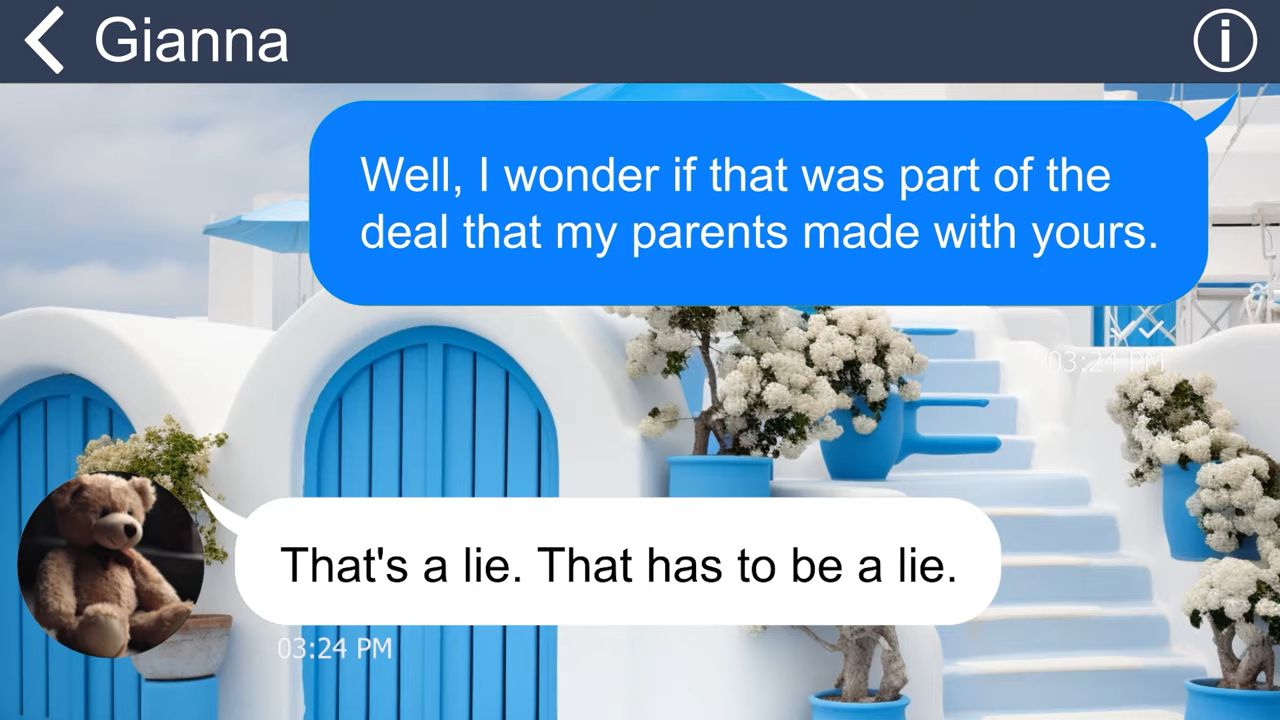 Gianna
Well, I wonder if that was part of the
deal that my parents made with yours.
03:24 PM
That's a lie. That has to be a lie.
03:24 PM